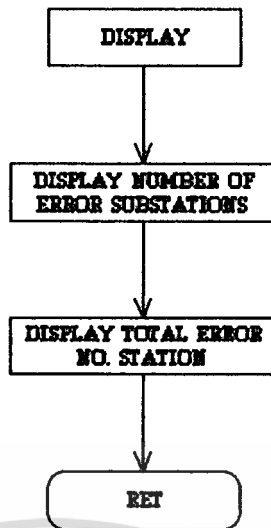 DISPLAY
DISPLAY NUMBER OF
ERROR SUBSTATIONS
DISPLAY TOTAL ERROR
NO. STATION
RET